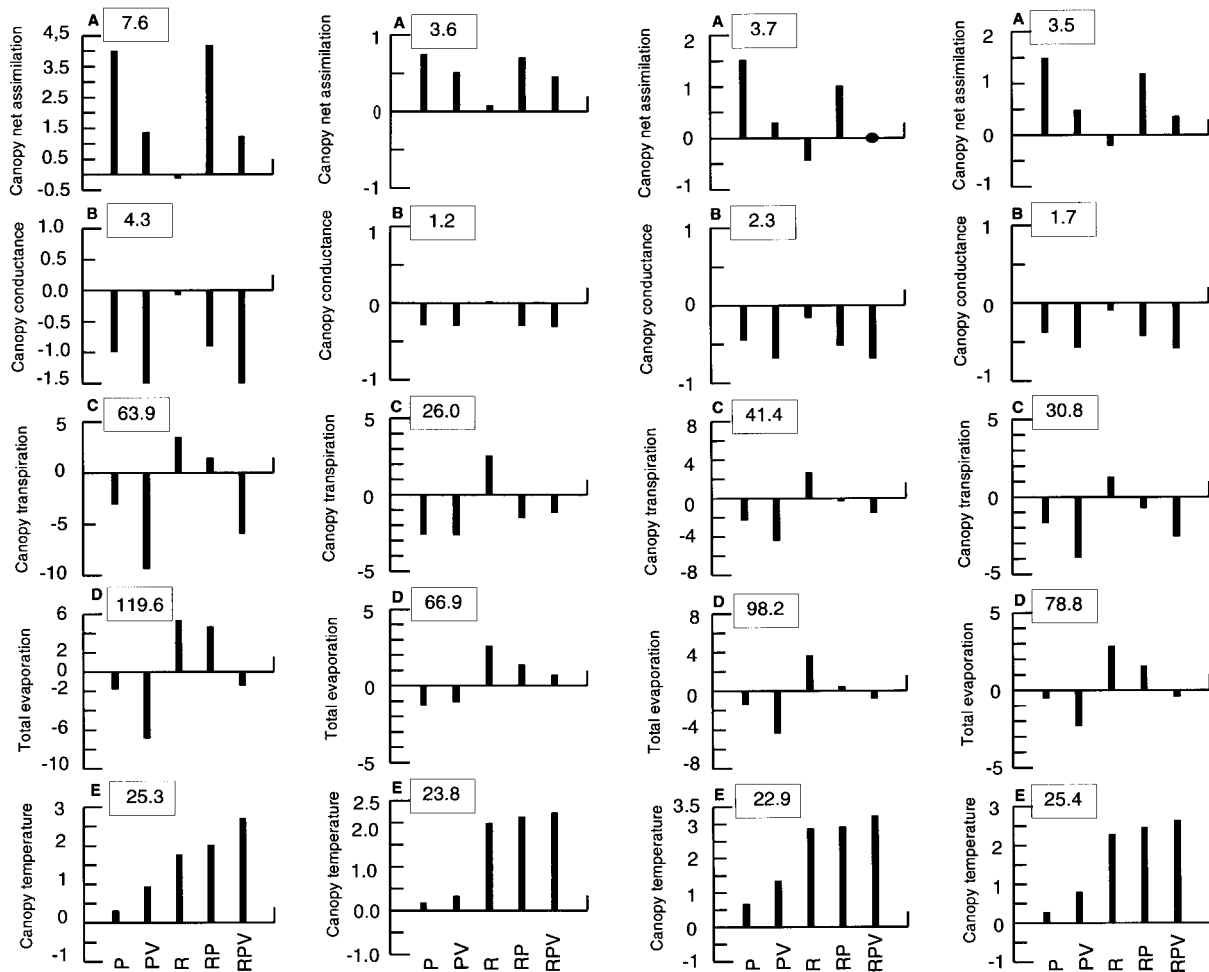 A 7.6
Canopy net assimilation
4.5
3.5
2.5
1.5
0.5
-0.5
B 4.3
Canopy conductance
1.0
0.5
0.0
-0.5
-1.0
-1.5
C 63.9
Canopy transpiration
5
0
-5
-10
D 119.6
Total evaporation
6
2
0
-2
-6
-10
E 25.3
Canopy temperature
3
2
1
0
-1
P PV R RP RPV
A 3.6
Canopy net assimilation
1
0
-1
B 1.2
Canopy conductance
1
0
-1
C 26.0
Canopy transpiration
5
0
-5
D 66.9
Total evaporation
5
0
-5
E 23.8
Canopy temperature
2.5
2.0
1.0
0.0
-1.0
P PV R RP RPV
A 3.7
Canopy net assimilation
2
1
0
-1
B 2.3
Canopy conductance
1
0
-1
C 41.4
Canopy transpiration
8
4
0
-4
-8
D 98.2
Total evaporation
8
4
0
-4
-8
E 22.9
Canopy temperature
3.5
3
2
1
0
-1
P PV R RP RPV
A 3.5
Canopy net assimilation
2
1
0
-1
B 1.7
Canopy conductance
1
0
-1
C 30.8
Canopy transpiration
5
0
-5
D 78.8
Total evaporation
5
0
-5
E 25.4
Canopy temperature
3
2
1
0
-1
P PV R RP RPV